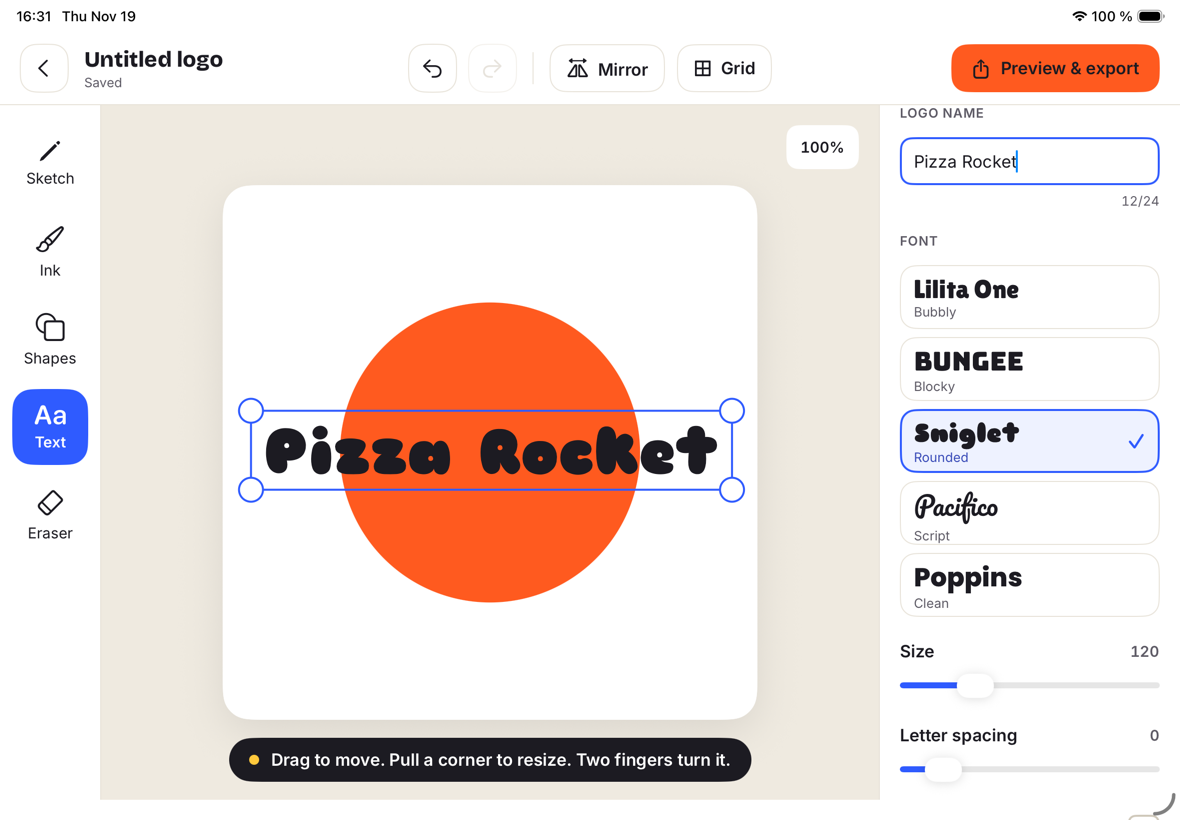 16:31 Thu Nov 19
100 %
Untitled logo
Saved
Mirror
Grid
Preview & export
Sketch
Ink
Shapes
Aa
Text
Eraser
100%
Pizza Rocket
Drag to move. Pull a corner to resize. Two fingers turn it.
LOGO NAME
Pizza Rocket
12/24
FONT
Lilita One
Bubbly
BUNGEE
Blocky
Sniglet
Rounded
Pacifico
Script
Poppins
Clean
Size 120
Letter spacing 0